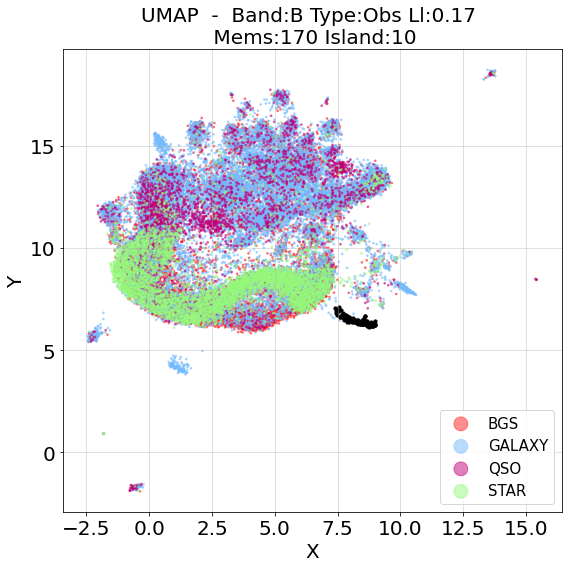 UMAP  -  Band:B Type:Obs Ll:0.17
Mems:170 Island:10
Y
15
10
5
0
−2.5 0.0 2.5 5.0 7.5 10.0 12.5 15.0
X
BGS
GALAXY
QSO
STAR